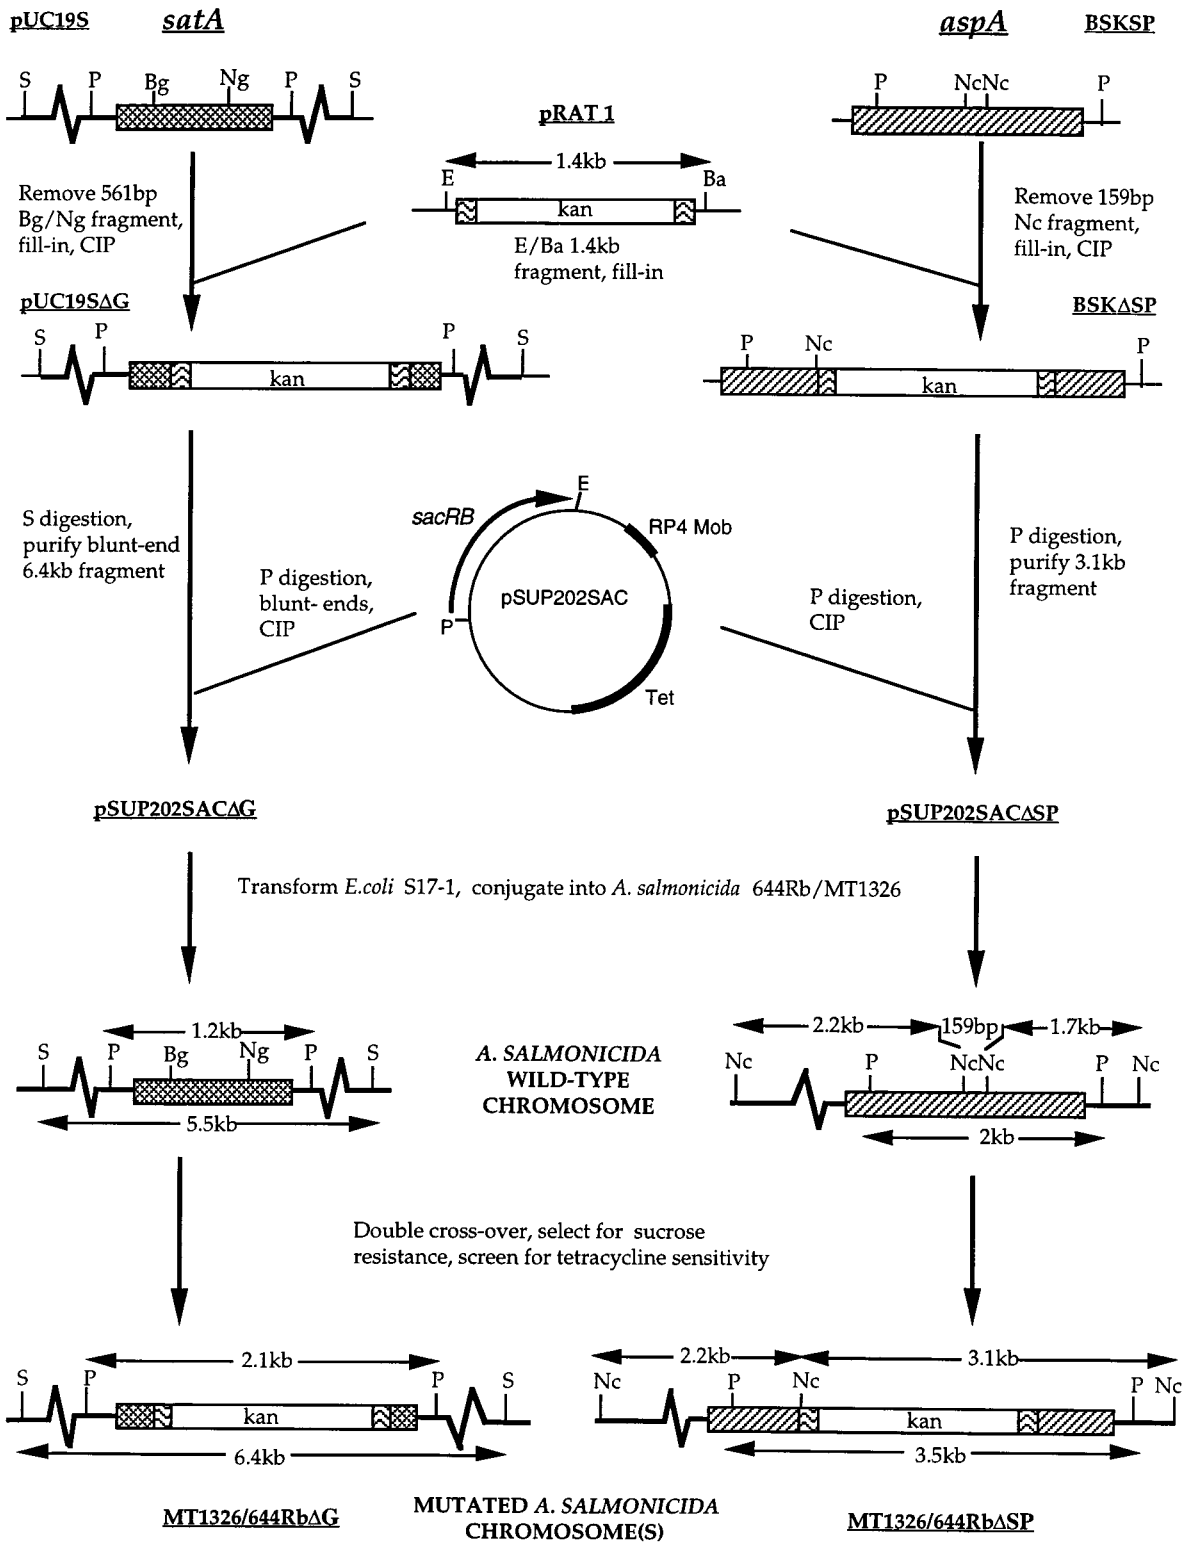 pUC19S satA aspA BSKSP
S P Bg Ng P S
P Nc Nc P
pRAT 1
1.4kb
E Ba
kan
E/Ba 1.4kb
fragment, fill-in
Remove 561bp
Bg/Ng fragment,
fill-in, CIP
Remove 159bp
Nc fragment,
fill-in, CIP
pUC19SΔG
BSKΔSP
S P P S
kan
P Nc P
kan
S digestion,
purify blunt-end
6.4kb fragment
P digestion,
blunt- ends,
CIP
sacRB
E
RP4 Mob
pSUP202SAC
P
Tet
P digestion,
CIP
P digestion,
purify 3.1kb
fragment
pSUP202SACΔG
pSUP202SACΔSP
Transform E.coli S17-1, conjugate into A. salmonicida 644Rb/MT1326
1.2kb
S P Bg Ng P S
5.5kb
A. SALMONICIDA
WILD-TYPE
CHROMOSOME
2.2kb 159bp 1.7kb
Nc P Nc Nc P Nc
2kb
Double cross-over, select for sucrose
resistance, screen for tetracycline sensitivity
2.1kb
S P P S
kan
6.4kb
2.2kb 3.1kb
Nc P Nc P Nc
kan
3.5kb
MT1326/644RbΔG
MUTATED A. SALMONICIDA
CHROMOSOME(S)
MT1326/644RbΔSP